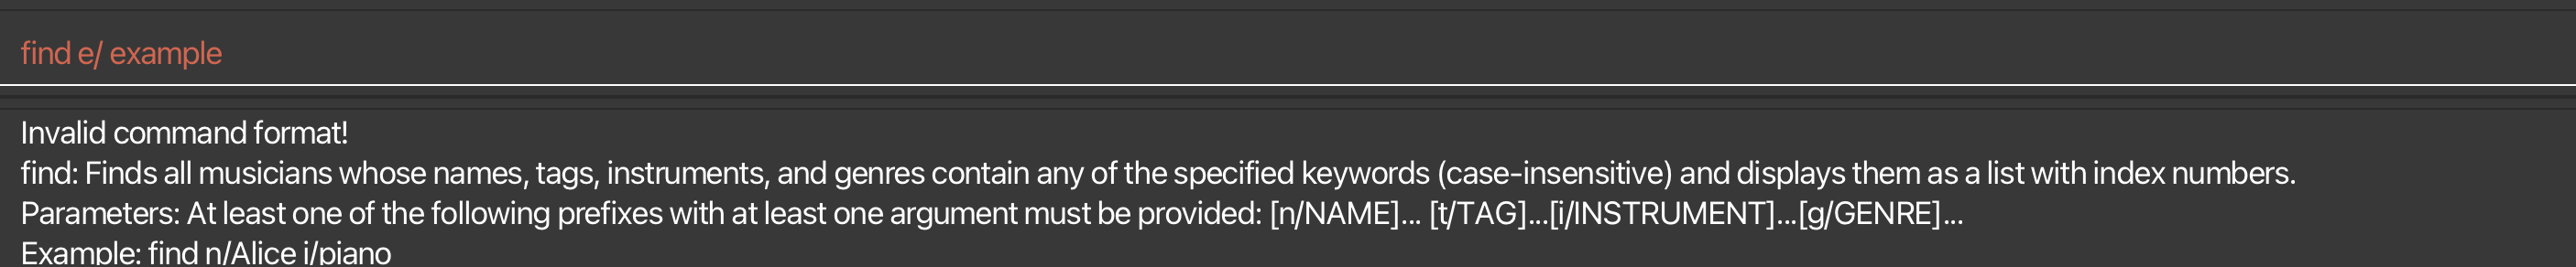 find e/ example
Invalid command format!
find: Finds all musicians whose names, tags, instruments, and genres contain any of the specified keywords (case-insensitive) and displays them as a list with index numbers.
Parameters: At least one of the following prefixes with at least one argument must be provided: [n/NAME]... [t/TAG]...[i/INSTRUMENT]...[g/GENRE]...
Example: find n/Alice i/piano